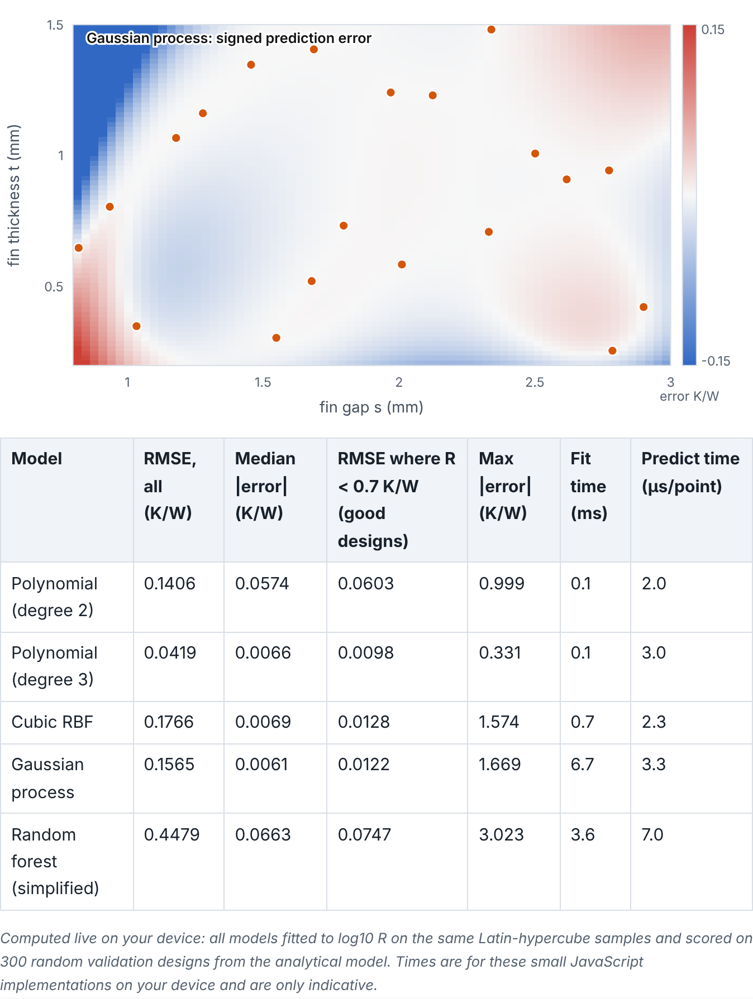 Gaussian process: signed prediction error
1.5
1
0.5
fin thickness t (mm)
1
1.5
2
2.5
3
fin gap s (mm)
0.15
-0.15
error K/W
Model
RMSE, all (K/W)
Median |error| (K/W)
RMSE where R < 0.7 K/W (good designs)
Max |error| (K/W)
Fit time (ms)
Predict time (µs/point)
Polynomial (degree 2) 0.1406 0.0574 0.0603 0.999 0.1 2.0
Polynomial (degree 3) 0.0419 0.0066 0.0098 0.331 0.1 3.0
Cubic RBF 0.1766 0.0069 0.0128 1.574 0.7 2.3
Gaussian process 0.1565 0.0061 0.0122 1.669 6.7 3.3
Random forest (simplified) 0.4479 0.0663 0.0747 3.023 3.6 7.0
Computed live on your device: all models fitted to log10 R on the same Latin-hypercube samples and scored on
300 random validation designs from the analytical model. Times are for these small JavaScript
implementations on your device and are only indicative.